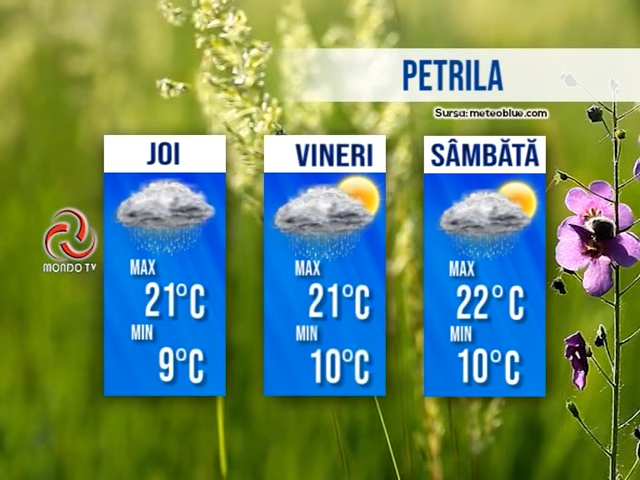 PETRILA
Sursa: meteoblue.com
JOI
MAX
21°C
MIN
9°C
VINERI
MAX
21°C
MIN
10°C
SÂMBĂTĂ
MAX
22°C
MIN
10°C
MONDO TV